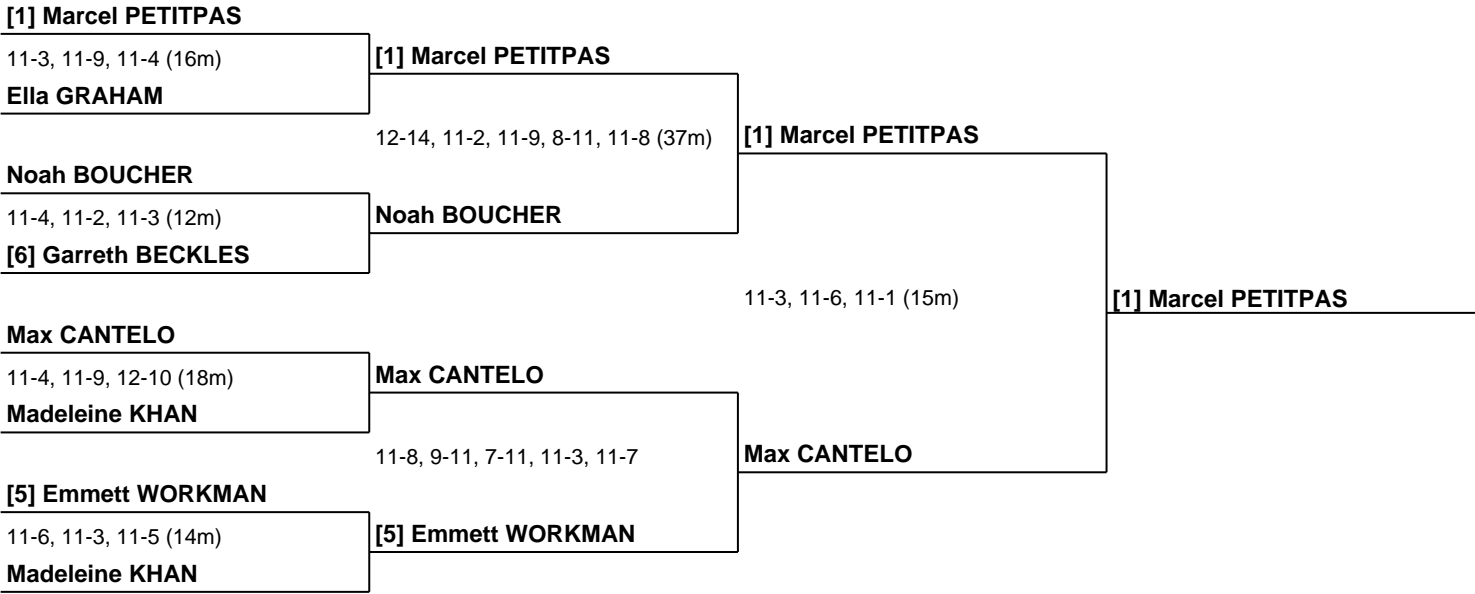 [1] Marcel PETITPAS
11-3, 11-9, 11-4 (16m)
Ella GRAHAM
Noah BOUCHER
11-4, 11-2, 11-3 (12m)
[6] Garreth BECKLES
Max CANTELO
11-4, 11-9, 12-10 (18m)
Madeleine KHAN
[5] Emmett WORKMAN
11-6, 11-3, 11-5 (14m)
Madeleine KHAN
[1] Marcel PETITPAS
12-14, 11-2, 11-9, 8-11, 11-8 (37m)
Noah BOUCHER
Max CANTELO
11-8, 9-11, 7-11, 11-3, 11-7
[5] Emmett WORKMAN
[1] Marcel PETITPAS
11-3, 11-6, 11-1 (15m)
Max CANTELO
[1] Marcel PETITPAS